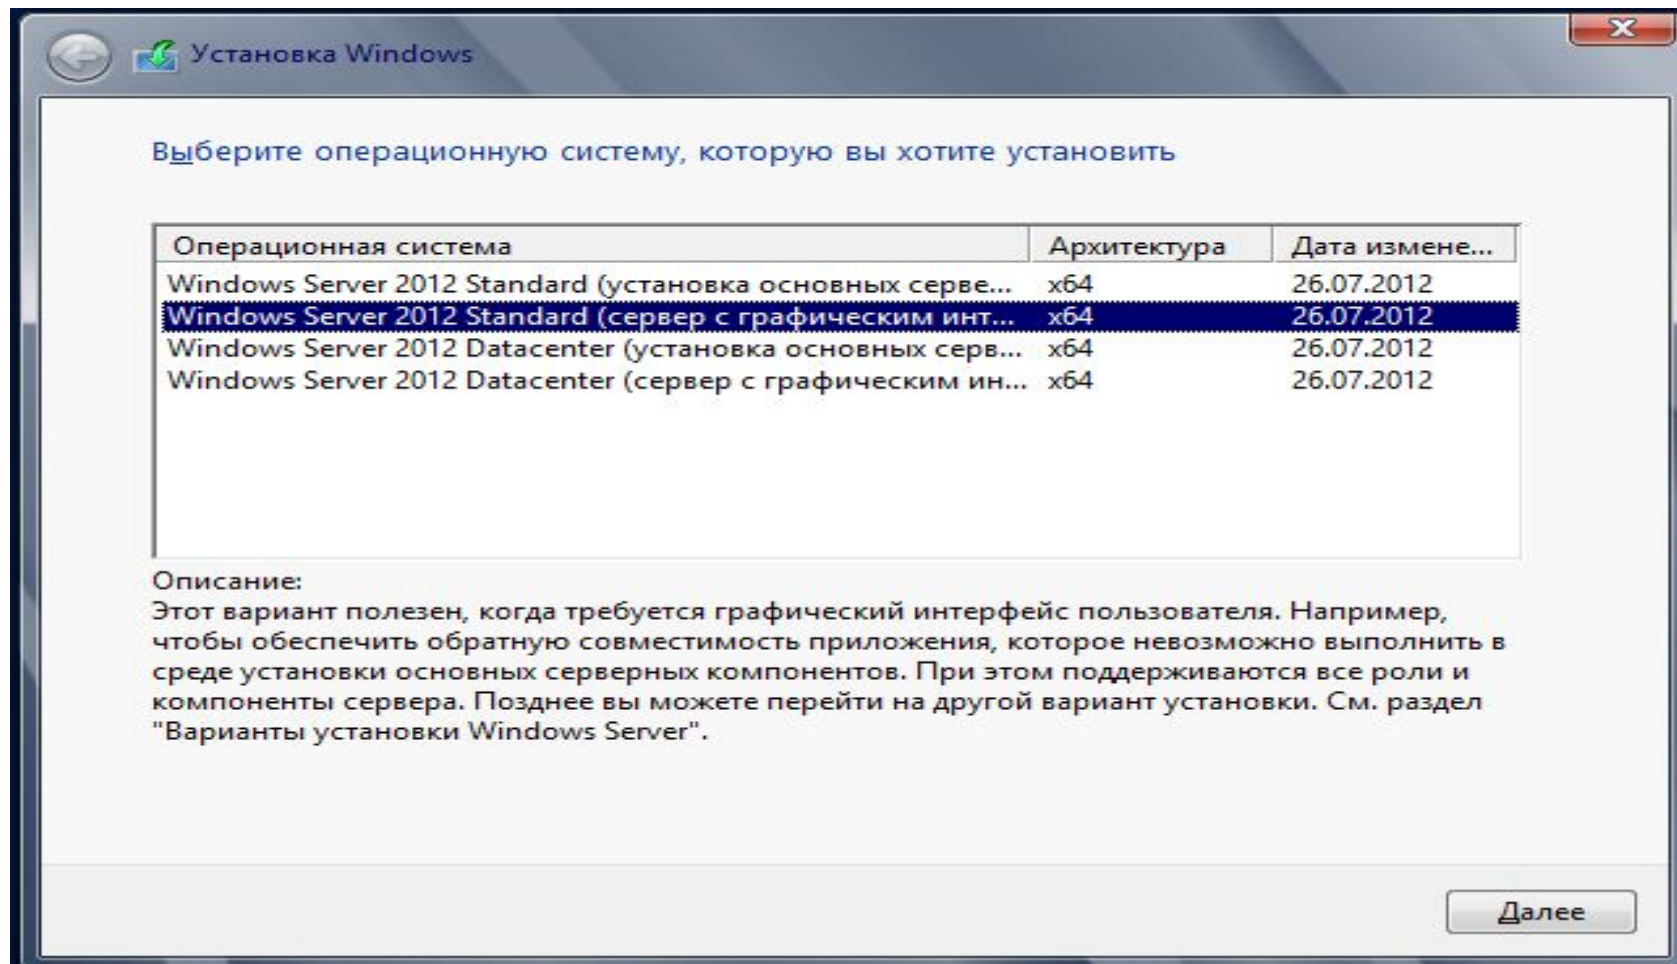 Установка Windows
Выберите операционную систему, которую вы хотите установить
Операционная система Архитектура Дата измене...
Windows Server 2012 Standard (установка основных серве... x64 26.07.2012
Windows Server 2012 Standard (сервер с графическим инт... x64 26.07.2012
Windows Server 2012 Datacenter (установка основных серв... x64 26.07.2012
Windows Server 2012 Datacenter (сервер с графическим ин... x64 26.07.2012
Описание:
Этот вариант полезен, когда требуется графический интерфейс пользователя. Например,
чтобы обеспечить обратную совместимость приложения, которое невозможно выполнить в
среде установки основных серверных компонентов. При этом поддерживаются все роли и
компоненты сервера. Позднее вы можете перейти на другой вариант установки. См. раздел
"Варианты установки Windows Server".
Далее